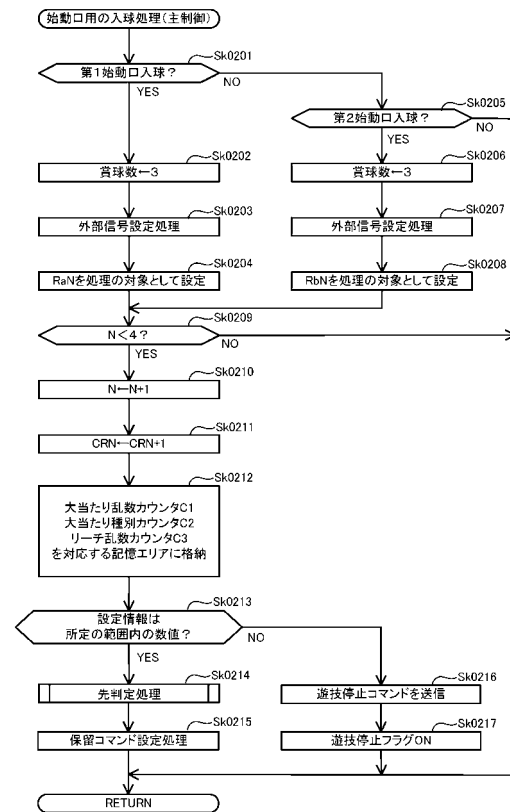 始動口用の入球処理(主制御)
Sk0201
第1始動口入球?
YES
NO
Sk0205
第2始動口入球?
YES
NO
Sk0202
賞球数←3
Sk0206
賞球数←3
Sk0203
外部信号設定処理
Sk0207
外部信号設定処理
Sk0204
RaNを処理の対象として設定
Sk0208
RbNを処理の対象として設定
Sk0209
N<4?
YES
NO
Sk0210
N←N+1
Sk0211
CRN←CRN+1
Sk0212
大当たり乱数カウンタC1
大当たり種別カウンタC2
リーチ乱数カウンタC3
を対応する記憶エリアに格納
Sk0213
設定情報は
所定の範囲内の数値?
YES
NO
Sk0214
先判定処理
Sk0216
遊技停止コマンドを送信
Sk0215
保留コマンド設定処理
Sk0217
遊技停止フラグON
RETURN